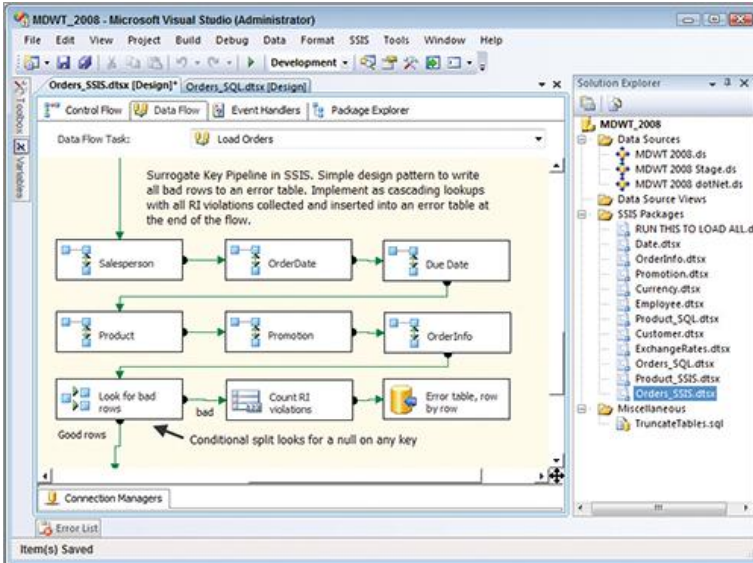 MDWT_2008 - Microsoft Visual Studio (Administrator)
File Edit View Project Build Debug Data Format SSIS Tools Window Help
Development
Toolbox
Variables
Orders_SSIS.dtsx [Design]* Orders_SQL.dtsx [Design]
Control Flow Data Flow Event Handlers Package Explorer
Data Flow Task: Load Orders
Surrogate Key Pipeline in SSIS. Simple design pattern to write
all bad rows to an error table. Implement as cascading lookups
with all RI violations collected and inserted into an error table at
the end of the flow.
Salesperson OrderDate Due Date
Product Promotion OrderInfo
Look for bad
rows
bad
Count RI
violations
Error table, row
by row
Good rows
Conditional split looks for a null on any key
Connection Managers
Error List
Item(s) Saved
Solution Explorer
MDWT_2008
Data Sources
MDWT 2008.ds
MDWT 2008 Stage.ds
MDWT 2008 dotNet.ds
Data Source Views
SSIS Packages
RUN THIS TO LOAD ALL.d
Date.dtsx
OrderInfo.dtsx
Promotion.dtsx
Currency.dtsx
Employee.dtsx
Product_SQL.dtsx
Customer.dtsx
ExchangeRates.dtsx
Orders_SQL.dtsx
Product_SSIS.dtsx
Orders_SSIS.dtsx
Miscellaneous
TruncateTables.sql